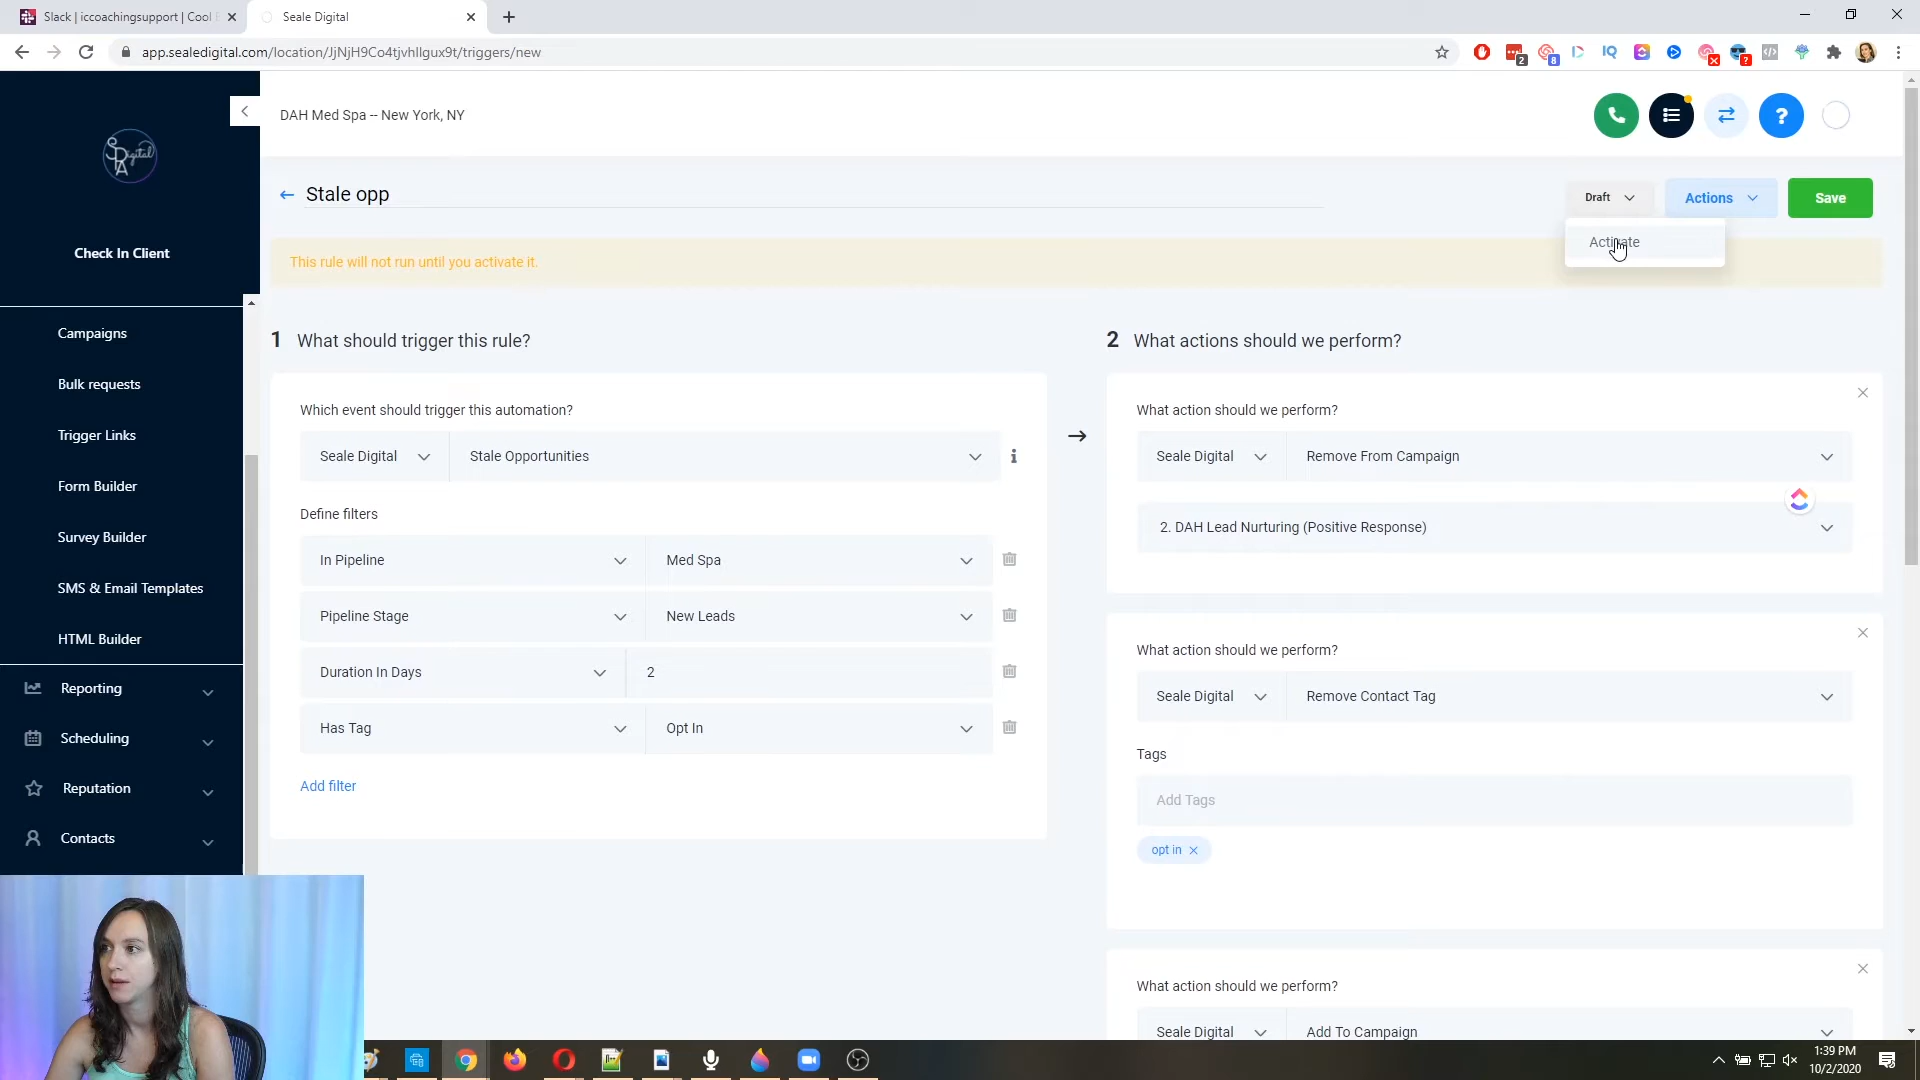 Slack | iccoachingsupport | Cool
Seale Digital
app.sealedigital.com/location/JjNjH9Co4tjvhIlgux9t/triggers/new
2
8
IQ
?
DAH Med Spa -- New York, NY
Digital
SPA
Check In Client
Campaigns
Bulk requests
Trigger Links
Form Builder
Survey Builder
SMS & Email Templates
HTML Builder
Reporting
Scheduling
Reputation
Contacts
Stale opp
Draft
Actions
Save
Activate
This rule will not run until you activate it.
1 What should trigger this rule?
Which event should trigger this automation?
Seale Digital
Stale Opportunities
Define filters
In Pipeline
Med Spa
Pipeline Stage
New Leads
Duration In Days
2
Has Tag
Opt In
Add filter
2 What actions should we perform?
What action should we perform?
Seale Digital
Remove From Campaign
2. DAH Lead Nurturing (Positive Response)
What action should we perform?
Seale Digital
Remove Contact Tag
Tags
Add Tags
opt in
What action should we perform?
Seale Digital
Add To Campaign
1:39 PM
10/2/2020